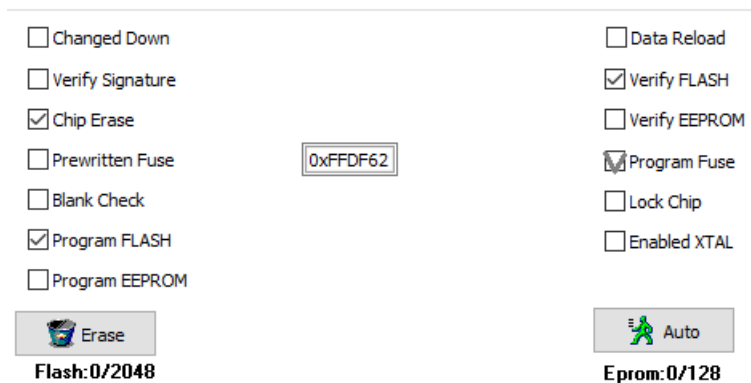 Changed Down
Data Reload
Verify Signature
Verify FLASH
Chip Erase
Verify EEPROM
Prewritten Fuse
0xFFDF62
Program Fuse
Blank Check
Lock Chip
Program FLASH
Enabled XTAL
Program EEPROM
Erase
Auto
Flash:0/2048
Eprom:0/128